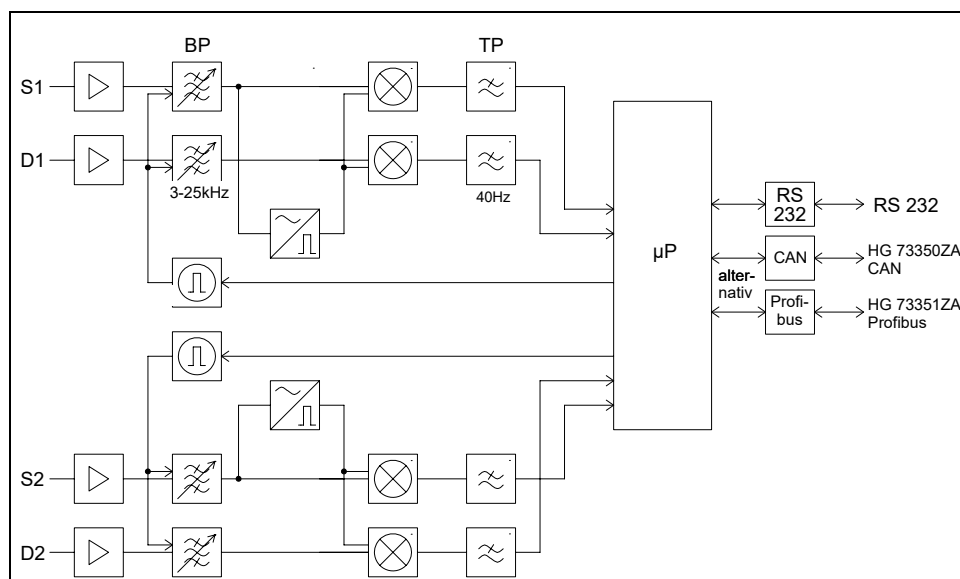 BP
TP
S1
D1
3-25kHz
40Hz
µP
RS
232
RS 232
CAN
HG 73350ZA
CAN
alter-
nativ
Profi-
bus
HG 73351ZA
Profibus
S2
D2